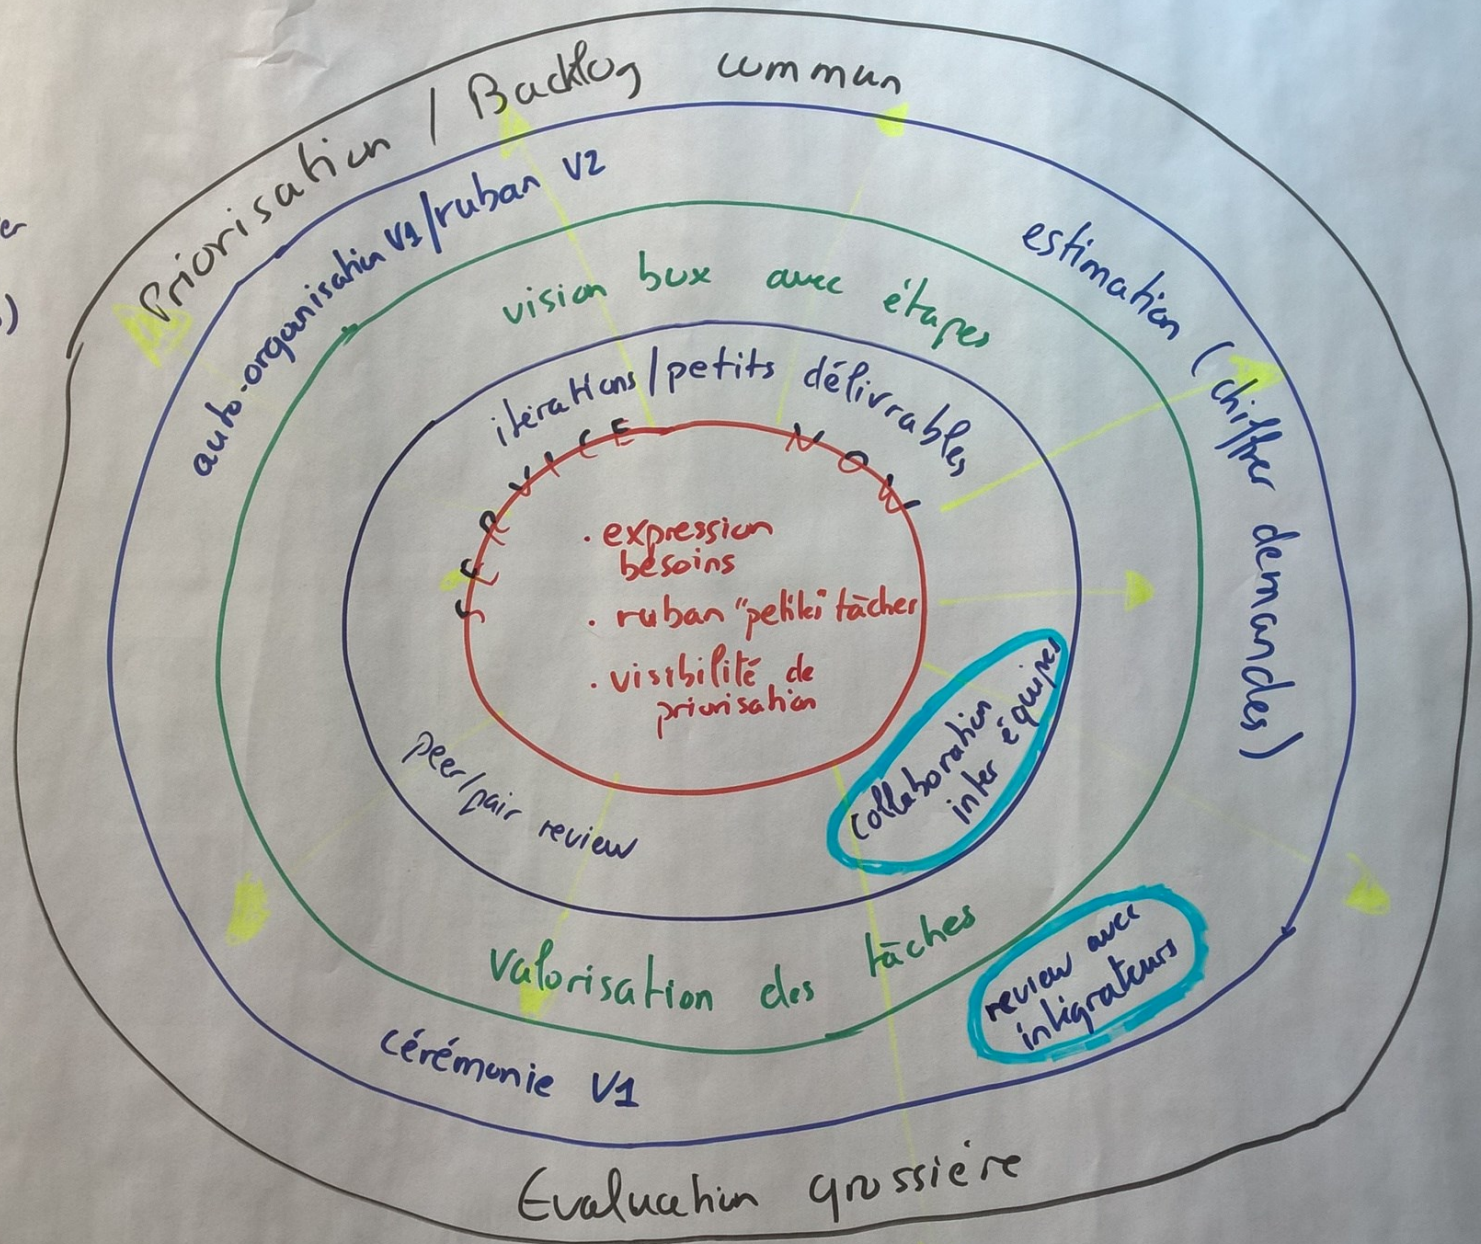 Priorisation / Backlog commun
auto-organisation V1/ruban V2
estimation (chiffrer demandes)
vision box avec étapes
itérations/petits délivrables
SERVICE NOW
. expression
besoins
. ruban "petites" tâches
. visibilité de
priorisation
collaboration
inter équipes
peer/pair review
valorisation des tâches
review avec
intégrateurs
cérémonie V1
Evaluation grossière